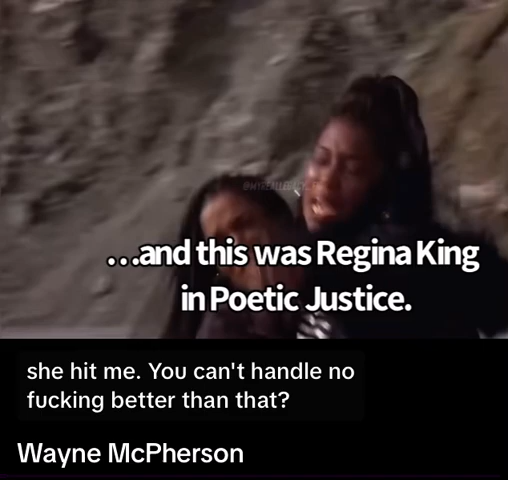 ...and this was Regina King
in Poetic Justice.
she hit me. You can't handle no
fucking better than that?
Wayne McPherson